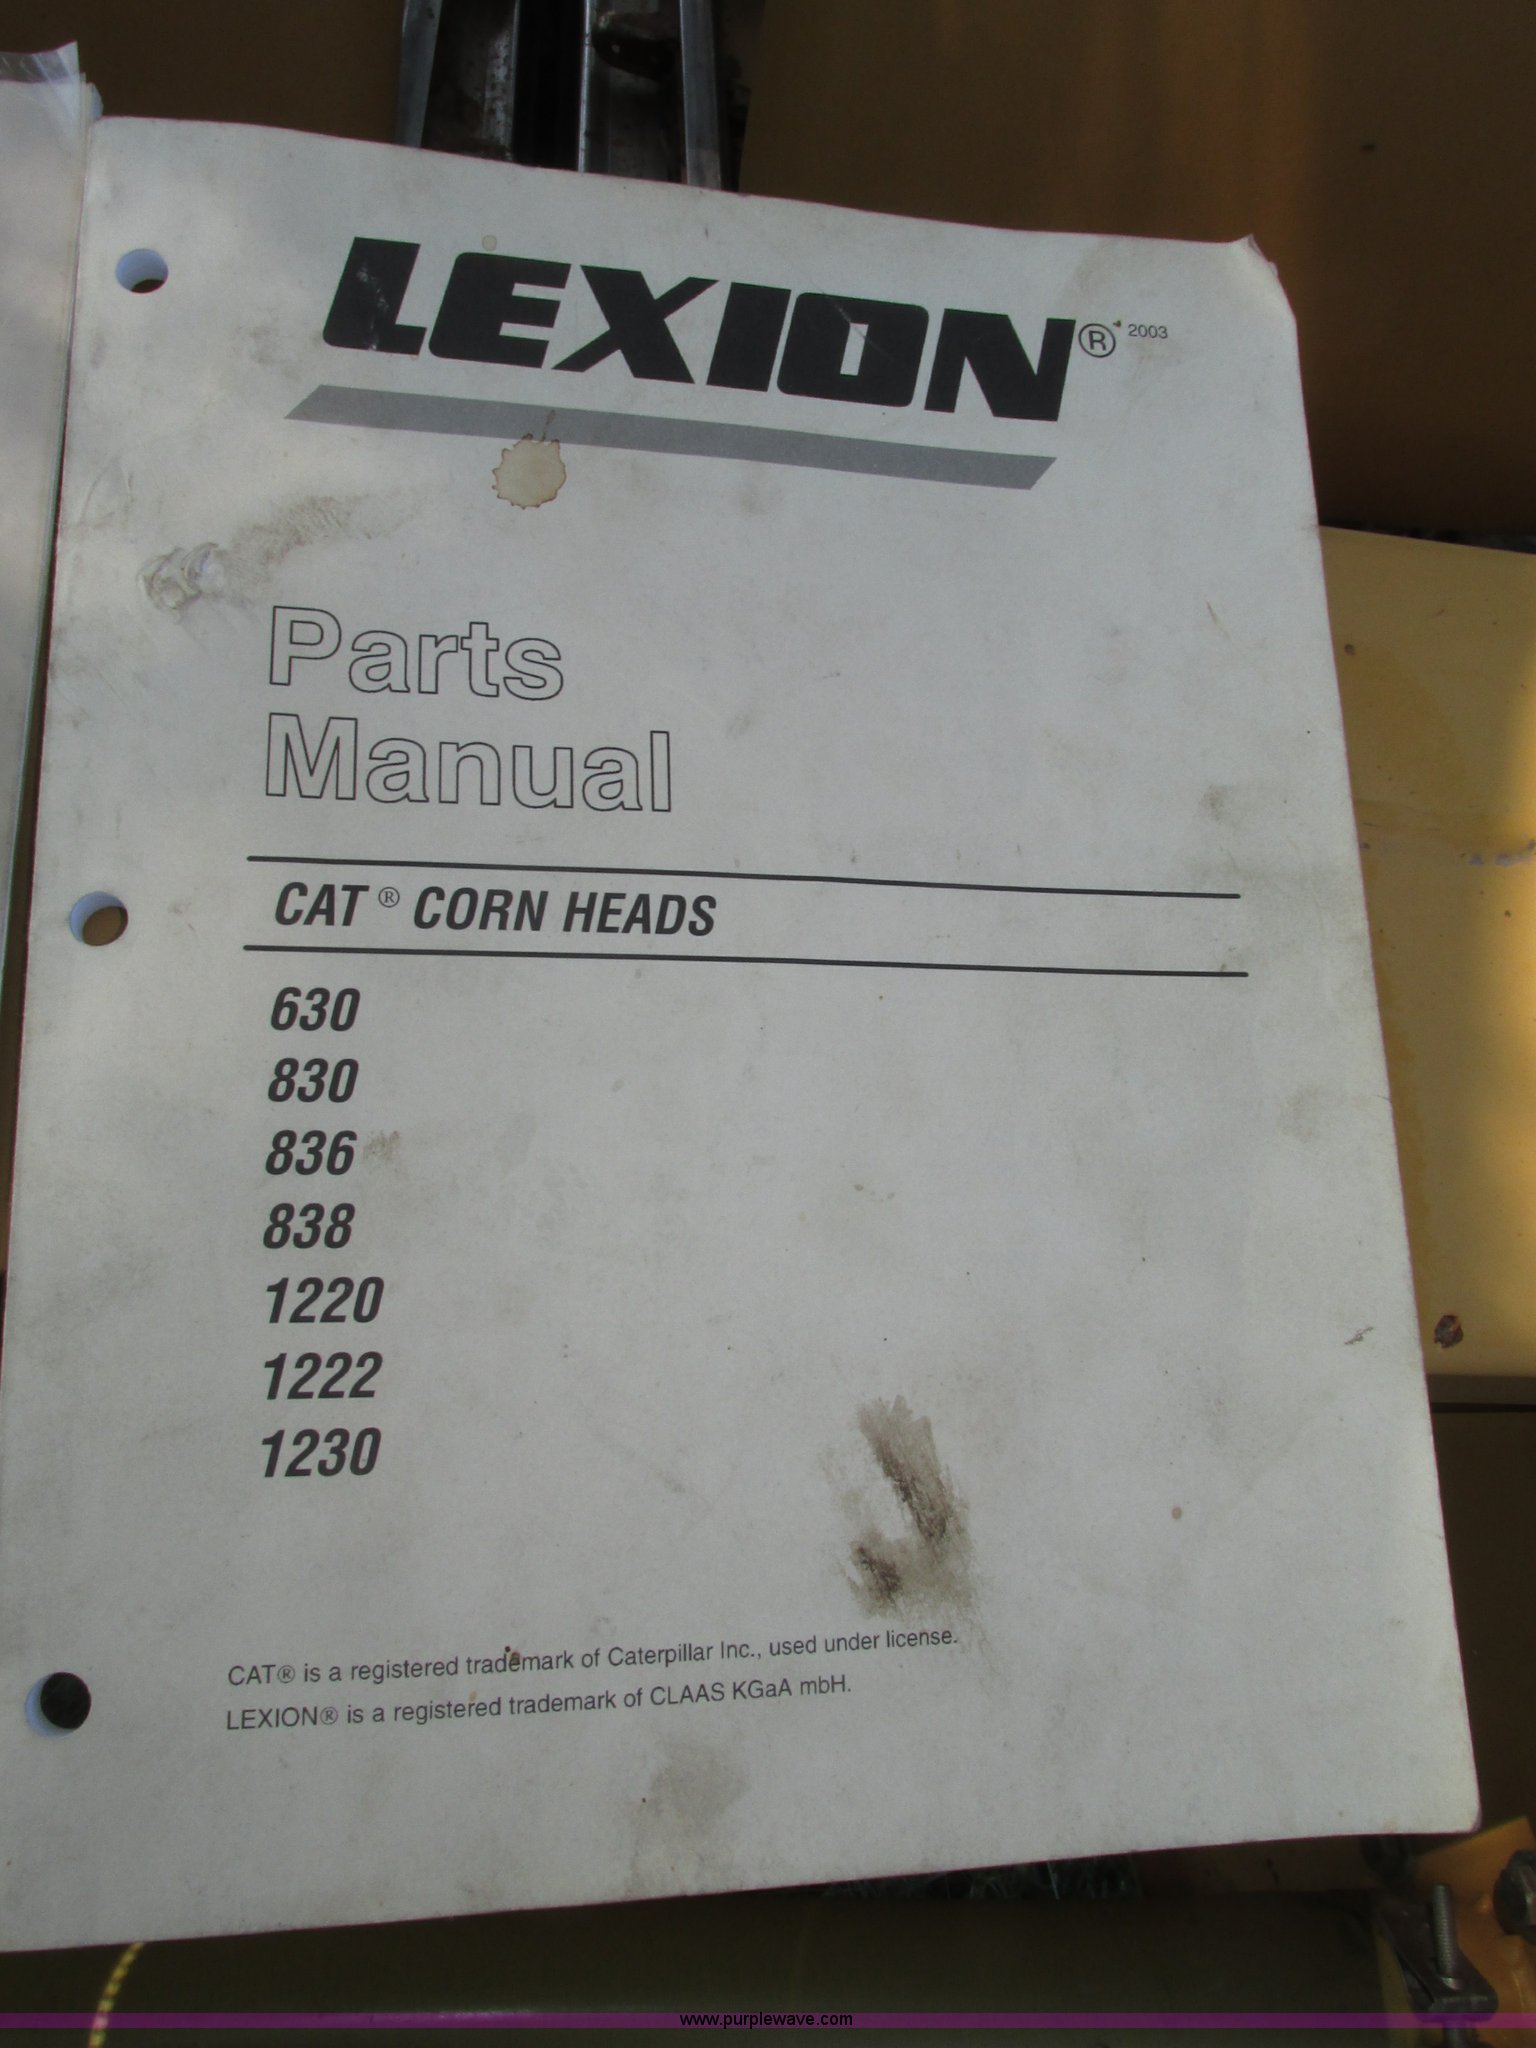 LEXION® 2003
Parts
Manual
CAT® CORN HEADS
630
830
836
838
1220
1222
1230
CAT® is a registered trademark of Caterpillar Inc., used under license.
LEXION® is a registered trademark of CLAAS KGaA mbH.
www.purplewave.com